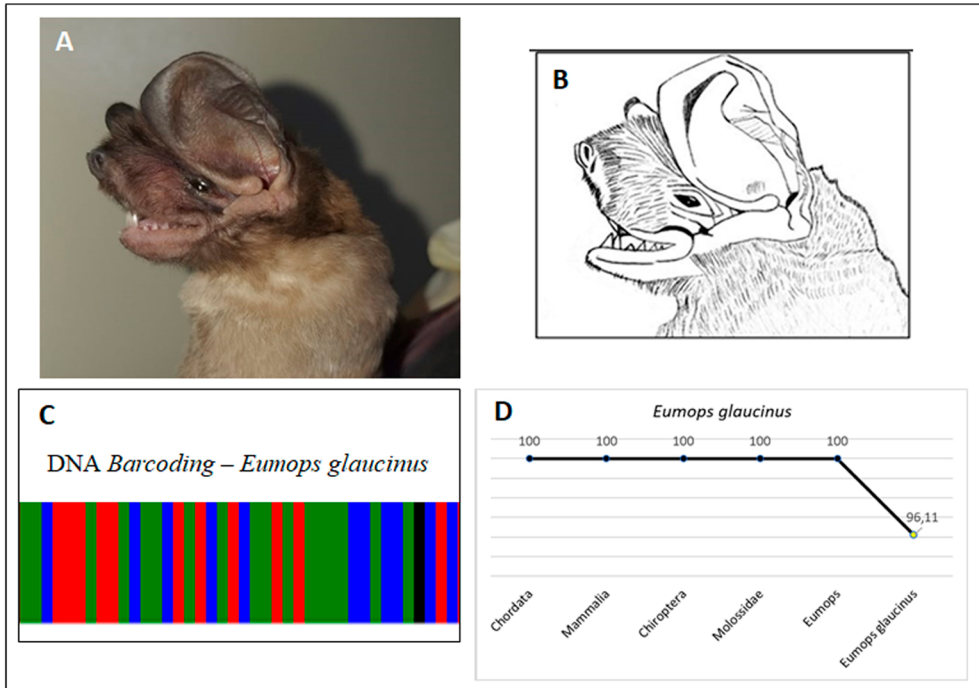 A
B
C
DNA Barcoding – Eumops glaucinus
D
Eumops glaucinus
100
100
100
100
100
96,11
Chordata
Mammalia
Chiroptera
Molossidae
Eumops
Eumops glaucinus